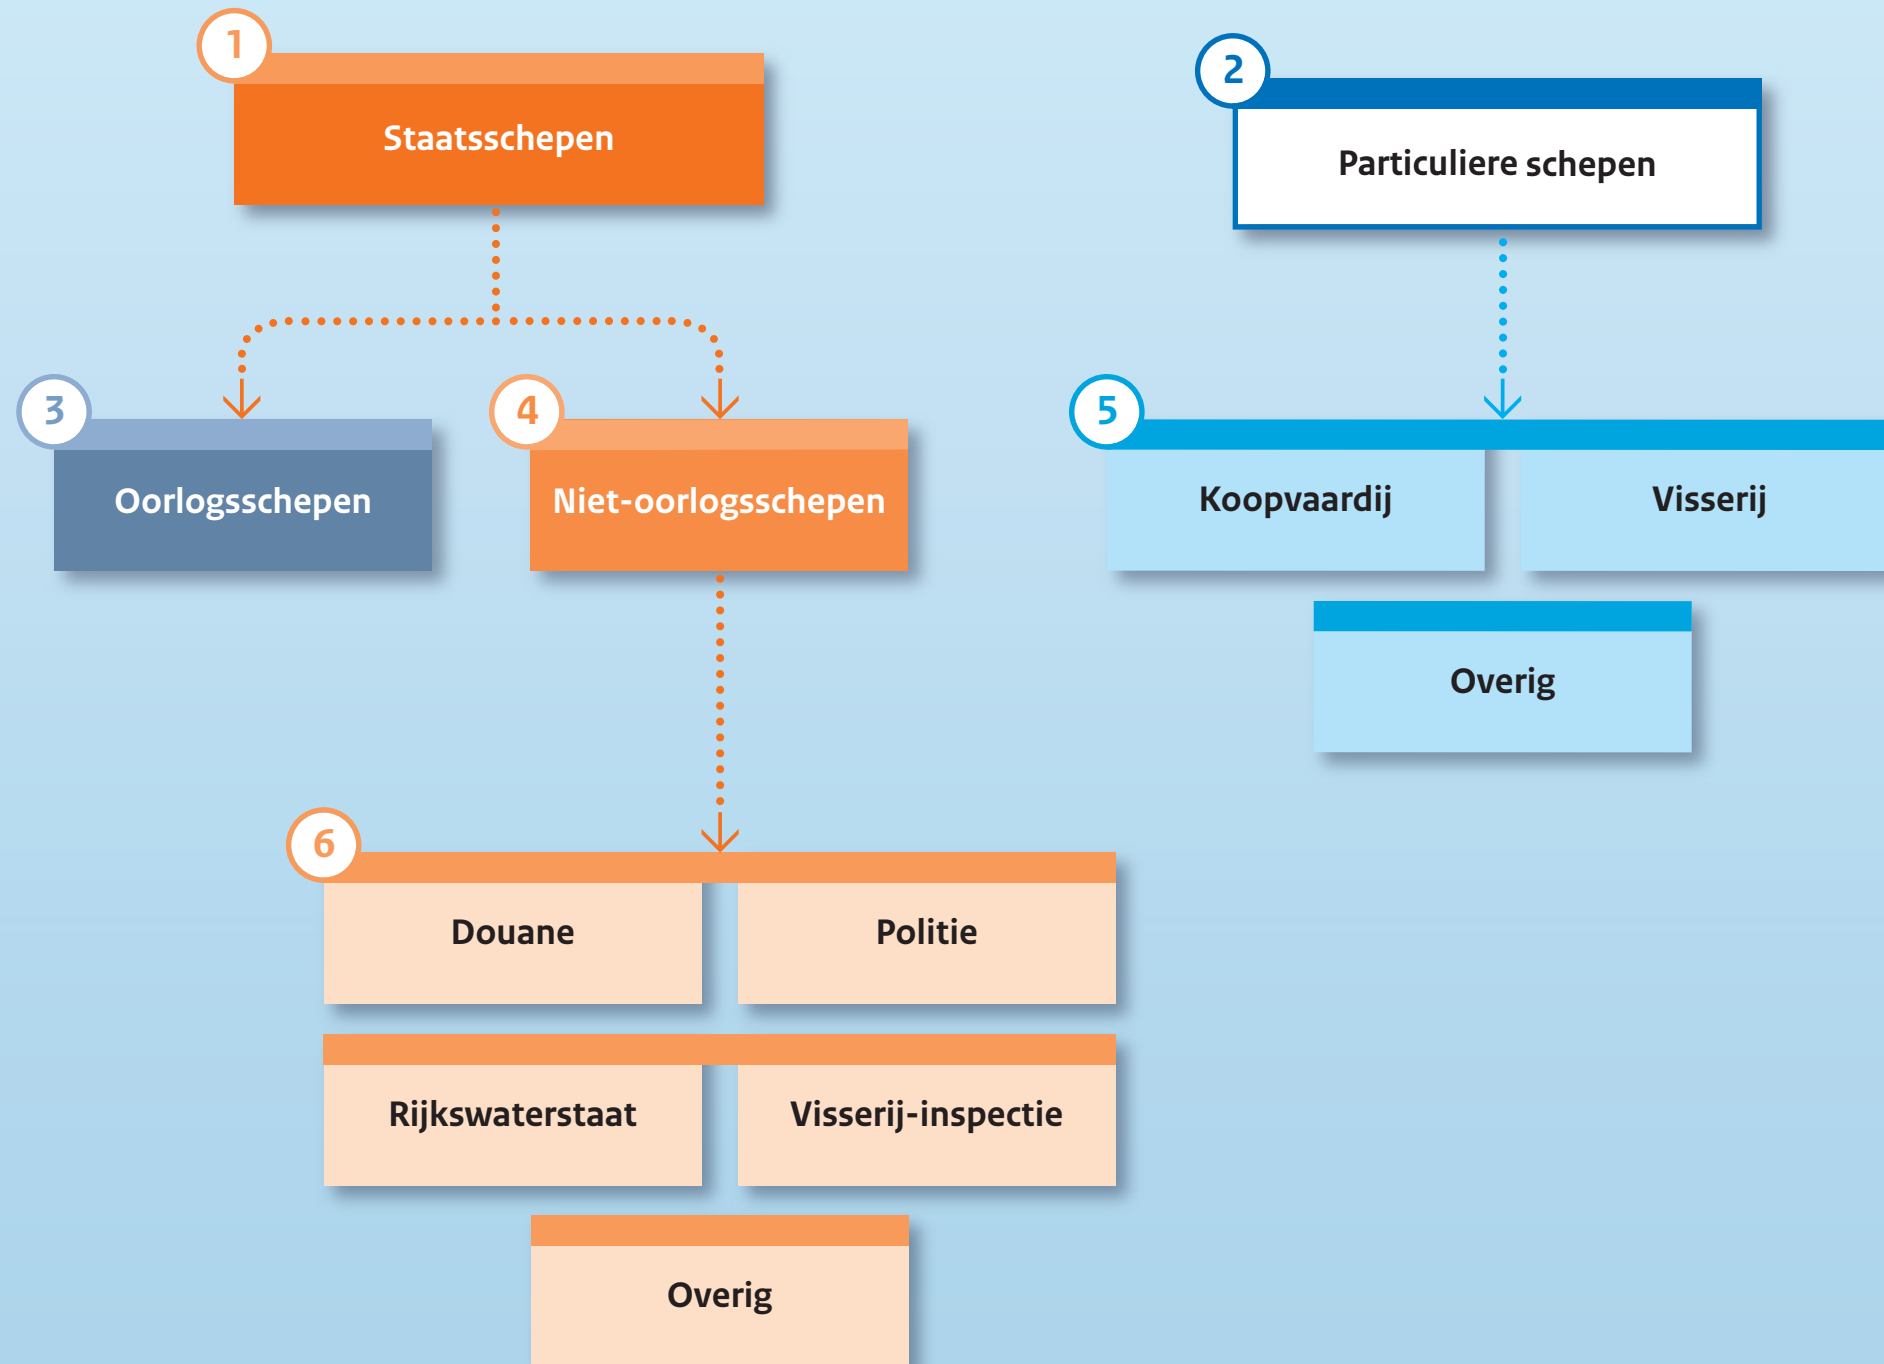 1
Staatsschepen
2
Particuliere schepen
3
Oorlogsschepen
4
Niet-oorlogsschepen
5
Koopvaardij
Visserij
Overig
6
Douane
Politie
Rijkswaterstaat
Visserij-inspectie
Overig